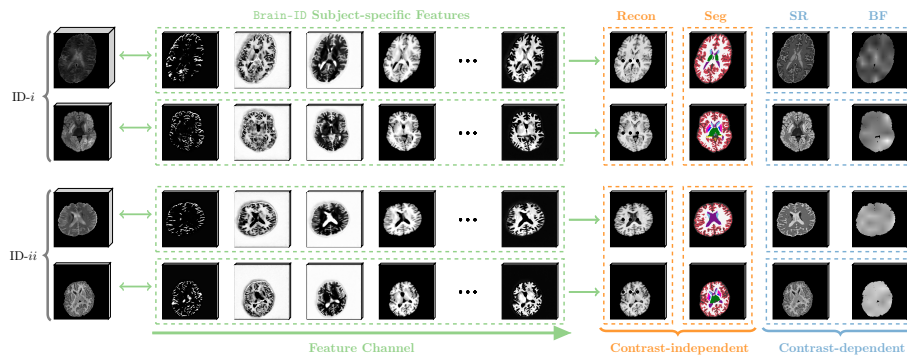 Brain-ID Subject-specific Features
Recon
Seg
SR
BF
ID-i
ID-ii
Feature Channel
Contrast-independent
Contrast-dependent